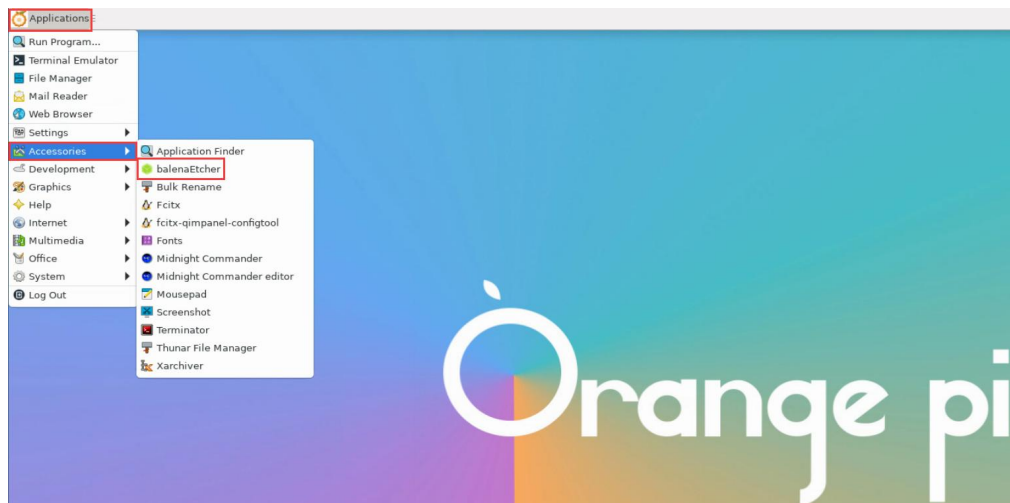 Applications
Run Program...
Terminal Emulator
File Manager
Mail Reader
Web Browser
Settings
Accessories
Development
Graphics
Help
Internet
Multimedia
Office
System
Log Out
Application Finder
balenaEtcher
Bulk Rename
Fcitx
fcitx-qimpanel-configtool
Fonts
Midnight Commander
Midnight Commander editor
Mousepad
Screenshot
Terminator
Thunar File Manager
Xarchiver
Orange pi